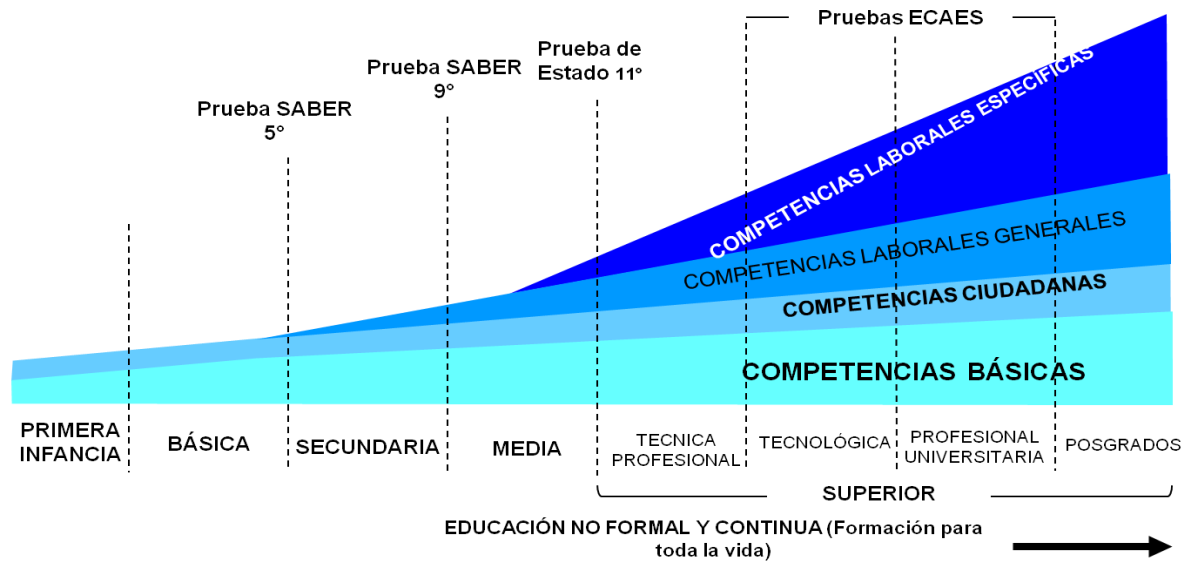 Pruebas ECAES
Prueba de
Estado 11°
Prueba SABER
9°
Prueba SABER
5°
COMPETENCIAS LABORALES ESPECIFICAS
COMPETENCIAS LABORALES GENERALES
COMPETENCIAS CIUDADANAS
COMPETENCIAS BÁSICAS
PRIMERA
INFANCIA
BÁSICA
SECUNDARIA
MEDIA
TECNICA
PROFESIONAL
TECNOLÓGICA
PROFESIONAL
UNIVERSITARIA
POSGRADOS
SUPERIOR
EDUCACIÓN NO FORMAL Y CONTINUA (Formación para
toda la vida)